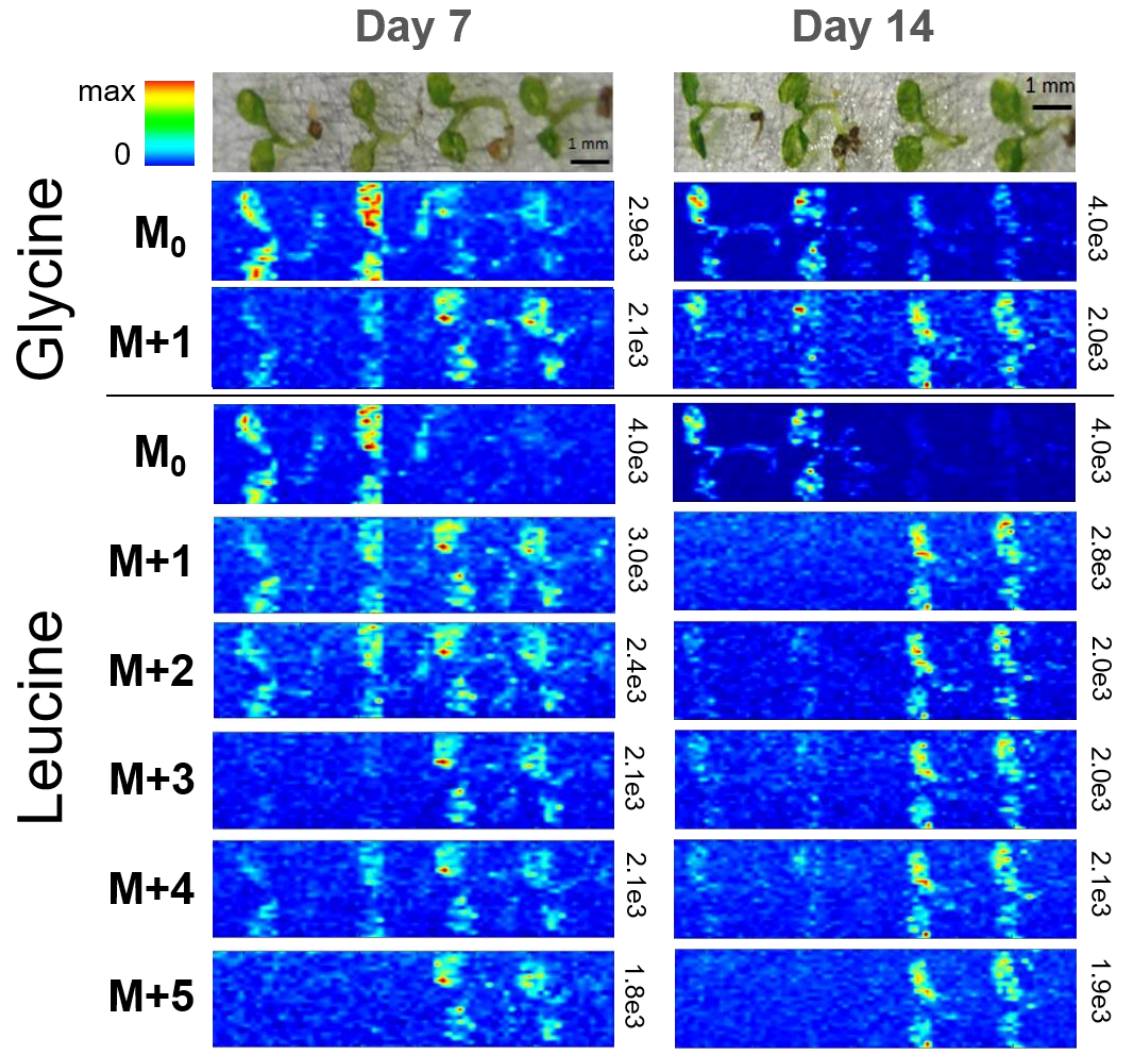 Day 7
Day 14
max
0
1 mm
1 mm
Glycine
M0
2.9e3
4.0e3
M+1
2.1e3
2.0e3
Leucine
M0
4.0e3
4.0e3
M+1
3.0e3
2.8e3
M+2
2.4e3
2.0e3
M+3
2.1e3
2.0e3
M+4
2.1e3
2.1e3
M+5
1.8e3
1.9e3